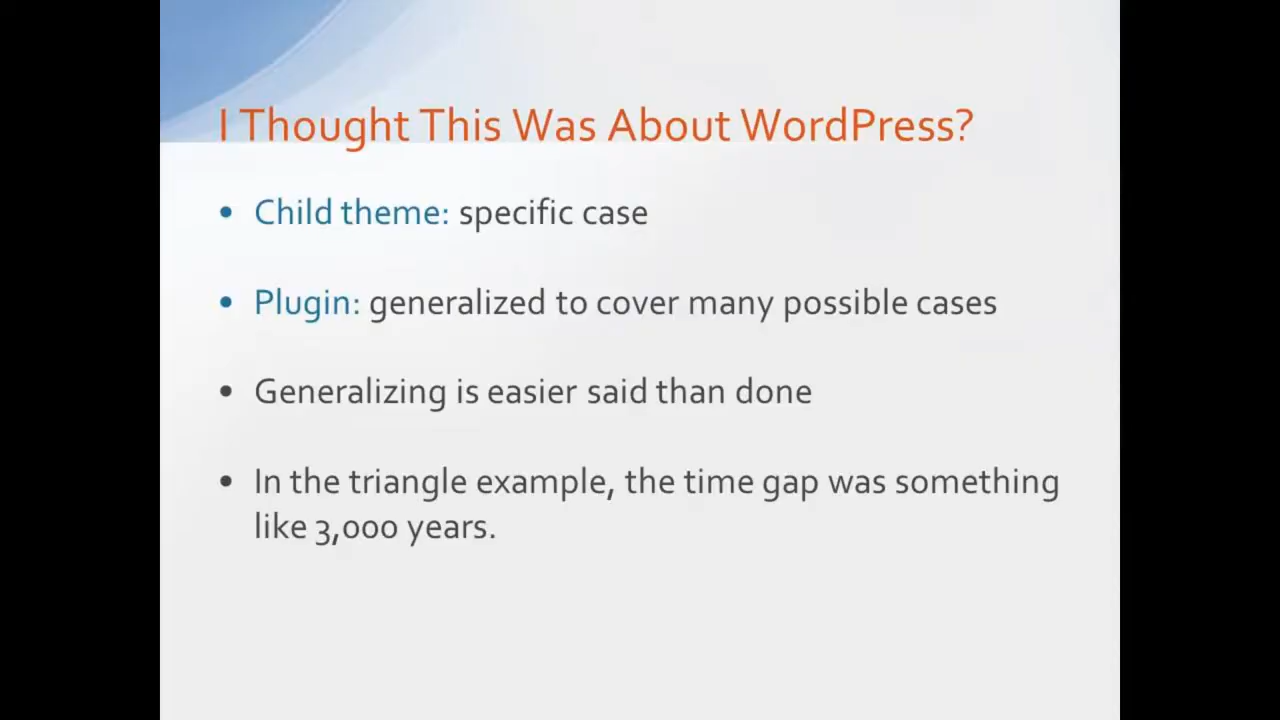 I Thought This Was About WordPress?
• Child theme: specific case
• Plugin: generalized to cover many possible cases
• Generalizing is easier said than done
• In the triangle example, the time gap was something
like 3,000 years.